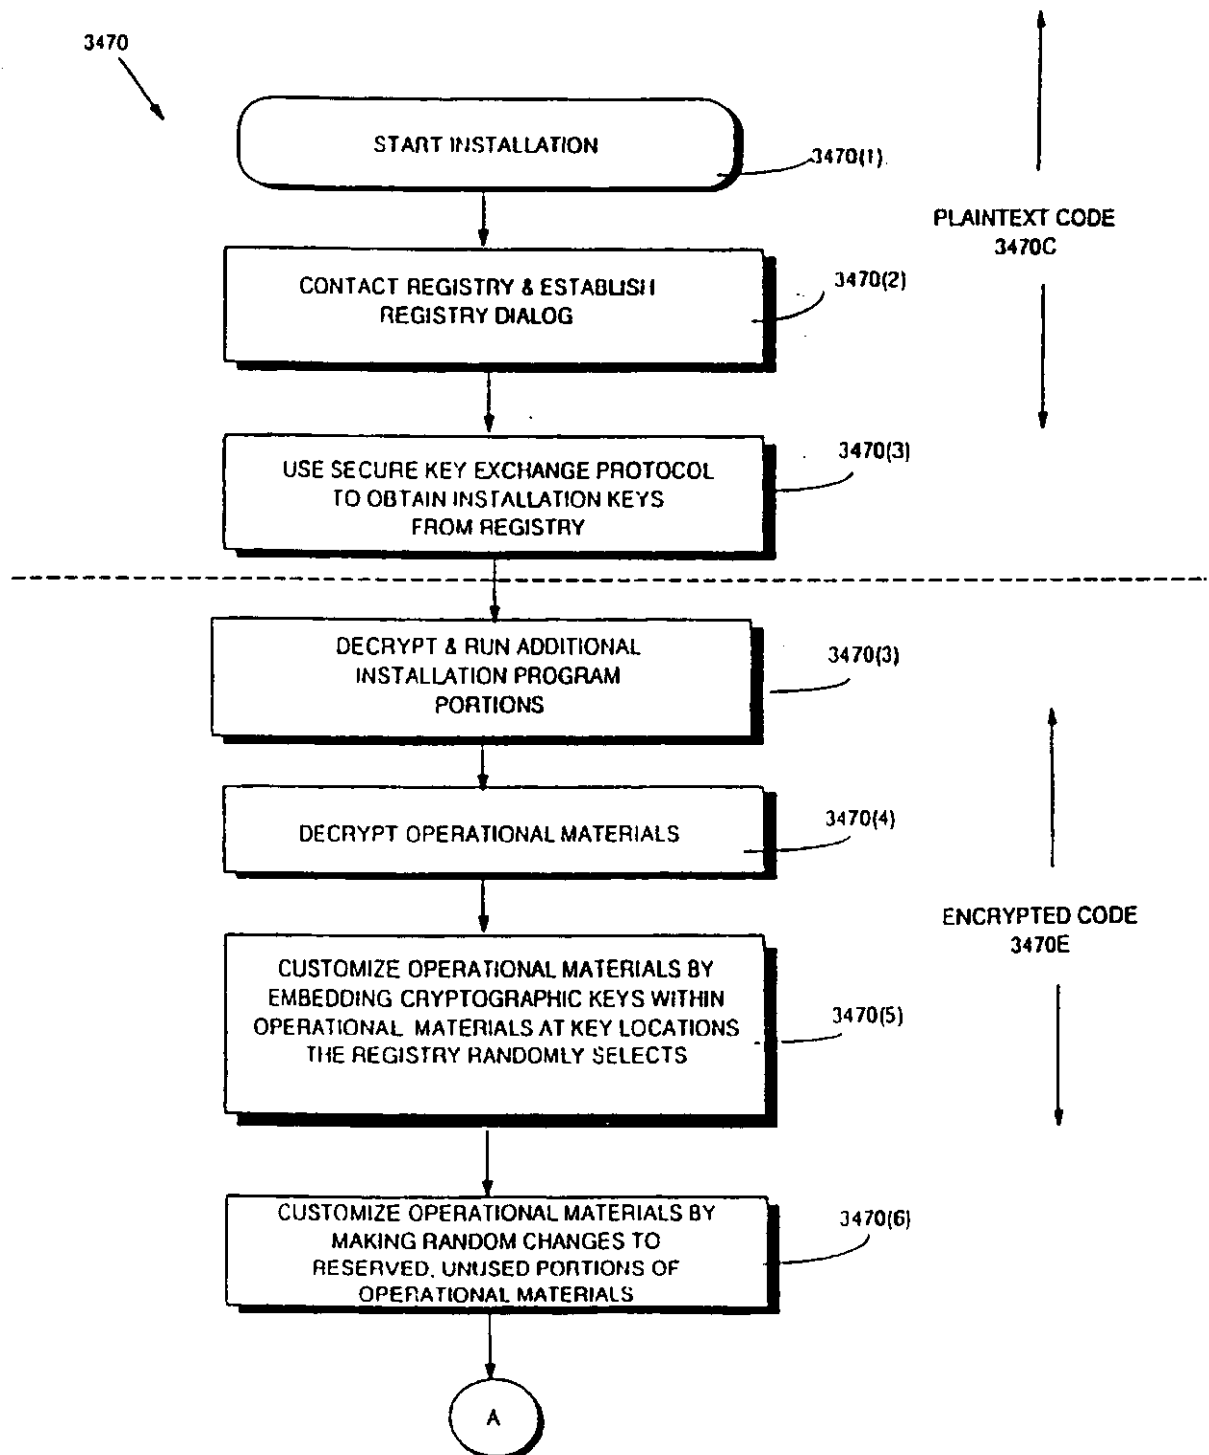 3470
START INSTALLATION
3470(1)
PLAINTEXT CODE
3470C
CONTACT REGISTRY & ESTABLISH
REGISTRY DIALOG
3470(2)
USE SECURE KEY EXCHANGE PROTOCOL
TO OBTAIN INSTALLATION KEYS
FROM REGISTRY
3470(3)
DECRYPT & RUN ADDITIONAL
INSTALLATION PROGRAM
PORTIONS
3470(3)
DECRYPT OPERATIONAL MATERIALS
3470(4)
ENCRYPTED CODE
3470E
CUSTOMIZE OPERATIONAL MATERIALS BY
EMBEDDING CRYPTOGRAPHIC KEYS WITHIN
OPERATIONAL MATERIALS AT KEY LOCATIONS
THE REGISTRY RANDOMLY SELECTS
3470(5)
CUSTOMIZE OPERATIONAL MATERIALS BY
MAKING RANDOM CHANGES TO
RESERVED, UNUSED PORTIONS OF
OPERATIONAL MATERIALS
3470(6)
A